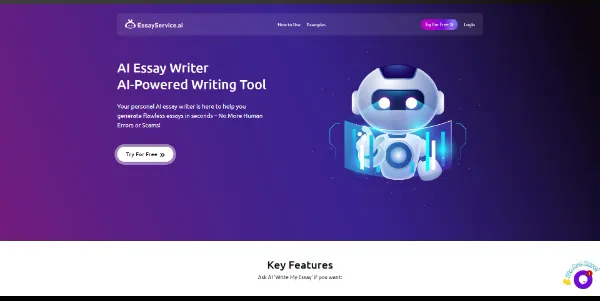 EssayService.ai
How to Use Examples
Try For Free
Login
AI Essay Writer
AI-Powered Writing Tool
Your personal AI essay writer is here to help you
generate flawless essays in seconds – No More Human
Errors or Scams!
Try For Free
Key Features
Ask AI 'Write My Essay' if you want: